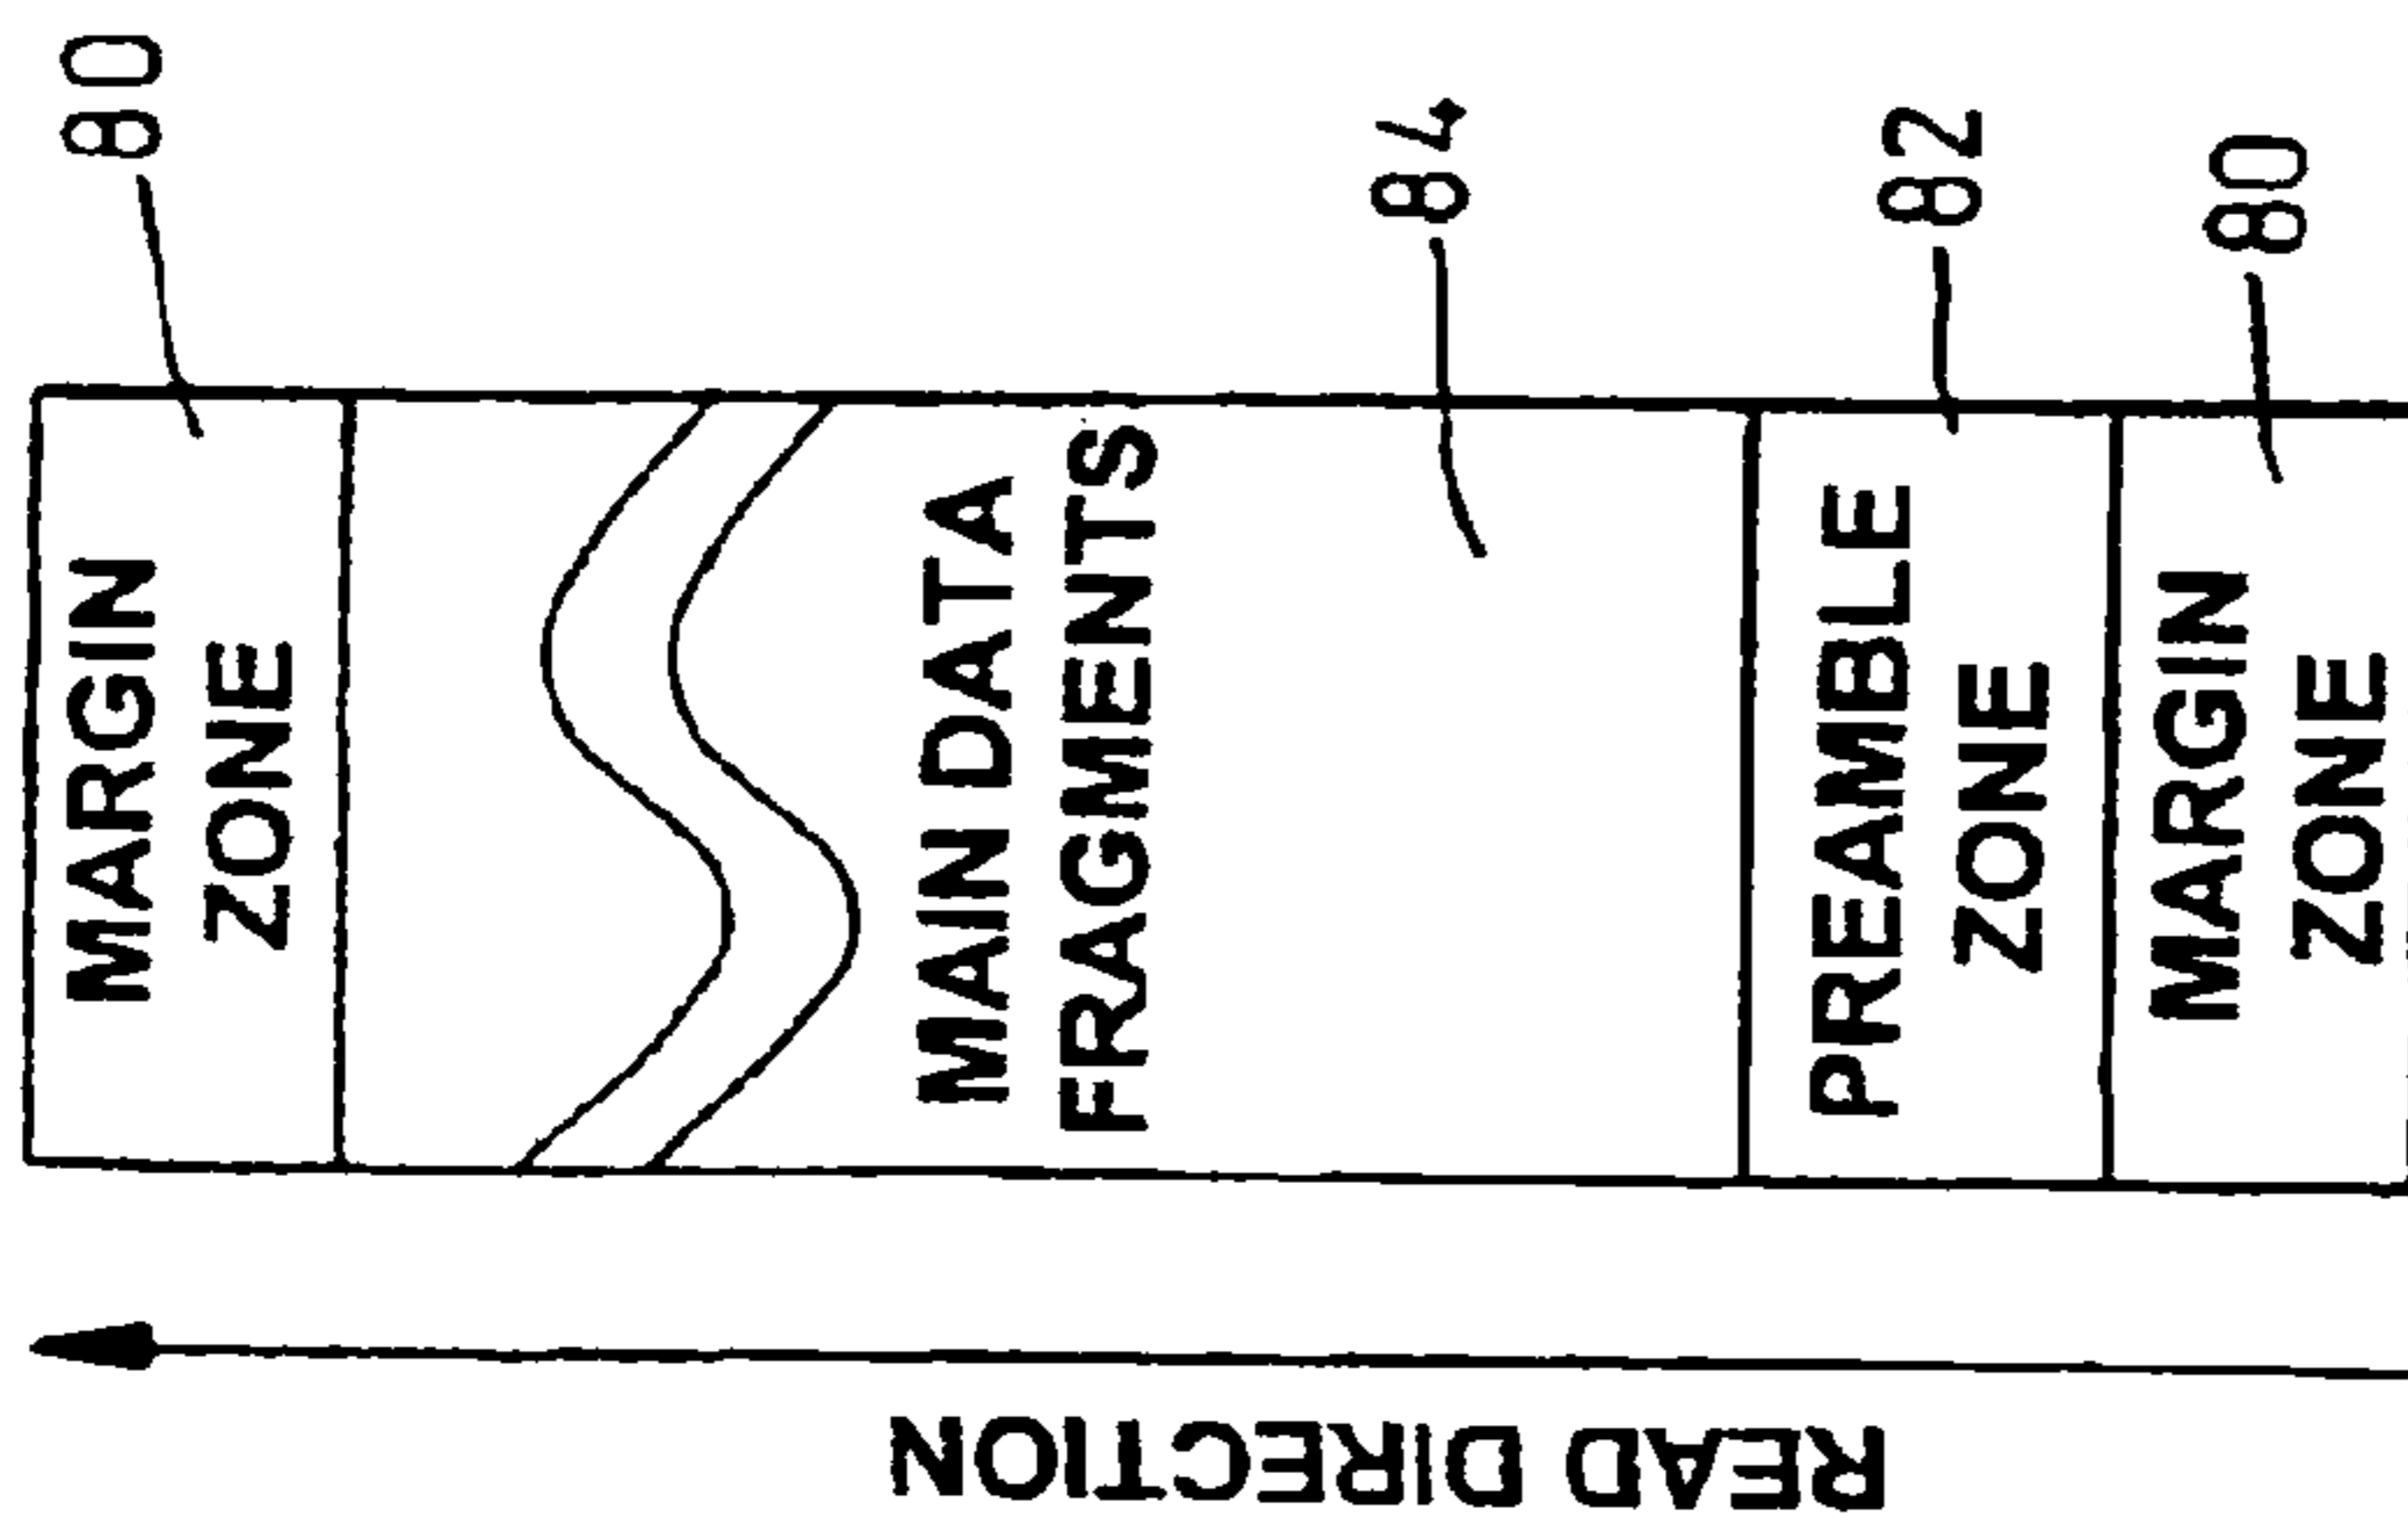 80
MARGIN
ZONE
84
MAIN DATA
FRAGMENTS
82
PREAMBLE
ZONE
80
MARGIN
ZONE
READ DIRECTION